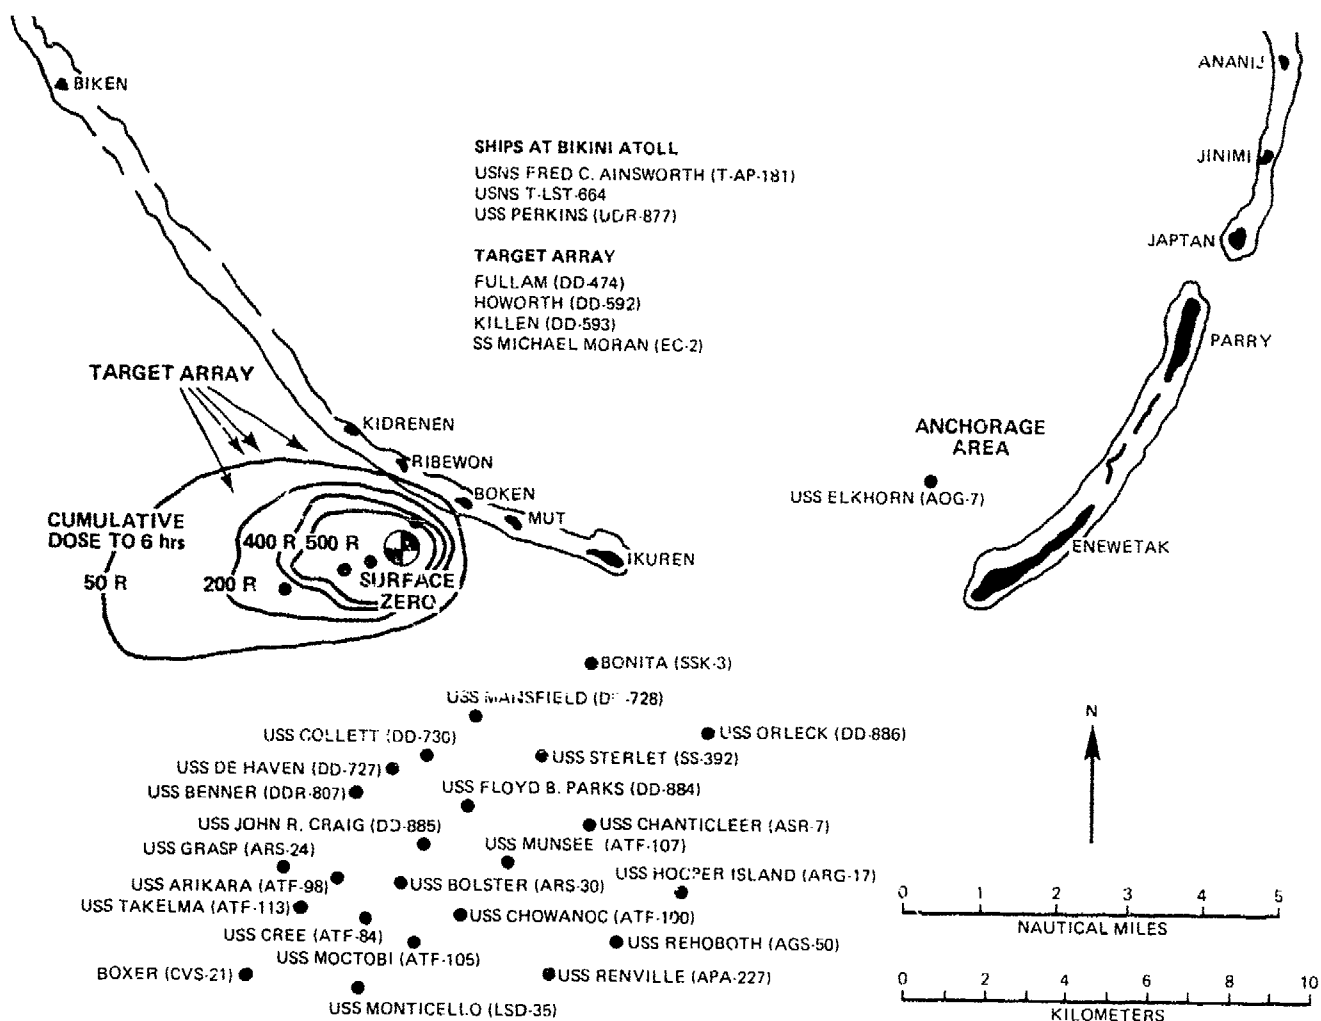 BIKEN
ANANIJ
SHIPS AT BIKINI ATOLL
USNS FRED C. AINSWORTH (T-AP-181)
USNS T-LST-664
USS PERKINS (DDR-877)
JINIMI
JAPTAN
TARGET ARRAY
FULLAM (DD-474)
HOWORTH (DD-592)
KILLEN (DD-593)
SS MICHAEL MORAN (EC-2)
PARRY
TARGET ARRAY
KIDRENEN
RIBEWON
BOKEN
MUT
IKUREN
ANCHORAGE
AREA
USS ELKHORN (AOG-7)
ENEWETAK
CUMULATIVE
DOSE TO 6 hrs
50 R
200 R
400 R
500 R
SURFACE
ZERO
BONITA (SSK-3)
USS MANSFIELD (DD-728)
USS ORLECK (DD-886)
USS COLLETT (DD-730)
USS STERLET (SS-392)
USS DE HAVEN (DD-727)
USS BENNER (DDR-807)
USS FLOYD B. PARKS (DD-884)
USS JOHN R. CRAIG (DD-885)
USS CHANTICLEER (ASR-7)
USS GRASP (ARS-24)
USS MUNSEE (ATF-107)
USS HOOPER ISLAND (ARG-17)
USS ARIKARA (ATF-98)
USS BOLSTER (ARS-30)
USS TAKELMA (ATF-113)
USS CHOWANOC (ATF-100)
USS CREE (ATF-84)
USS REHOBOTH (AGS-50)
USS MOCTOBI (ATF-105)
BOXER (CVS-21)
USS RENVILLE (APA-227)
USS MONTICELLO (LSD-35)
N
0 1 2 3 4 5
NAUTICAL MILES
0 2 4 6 8 10
KILOMETERS